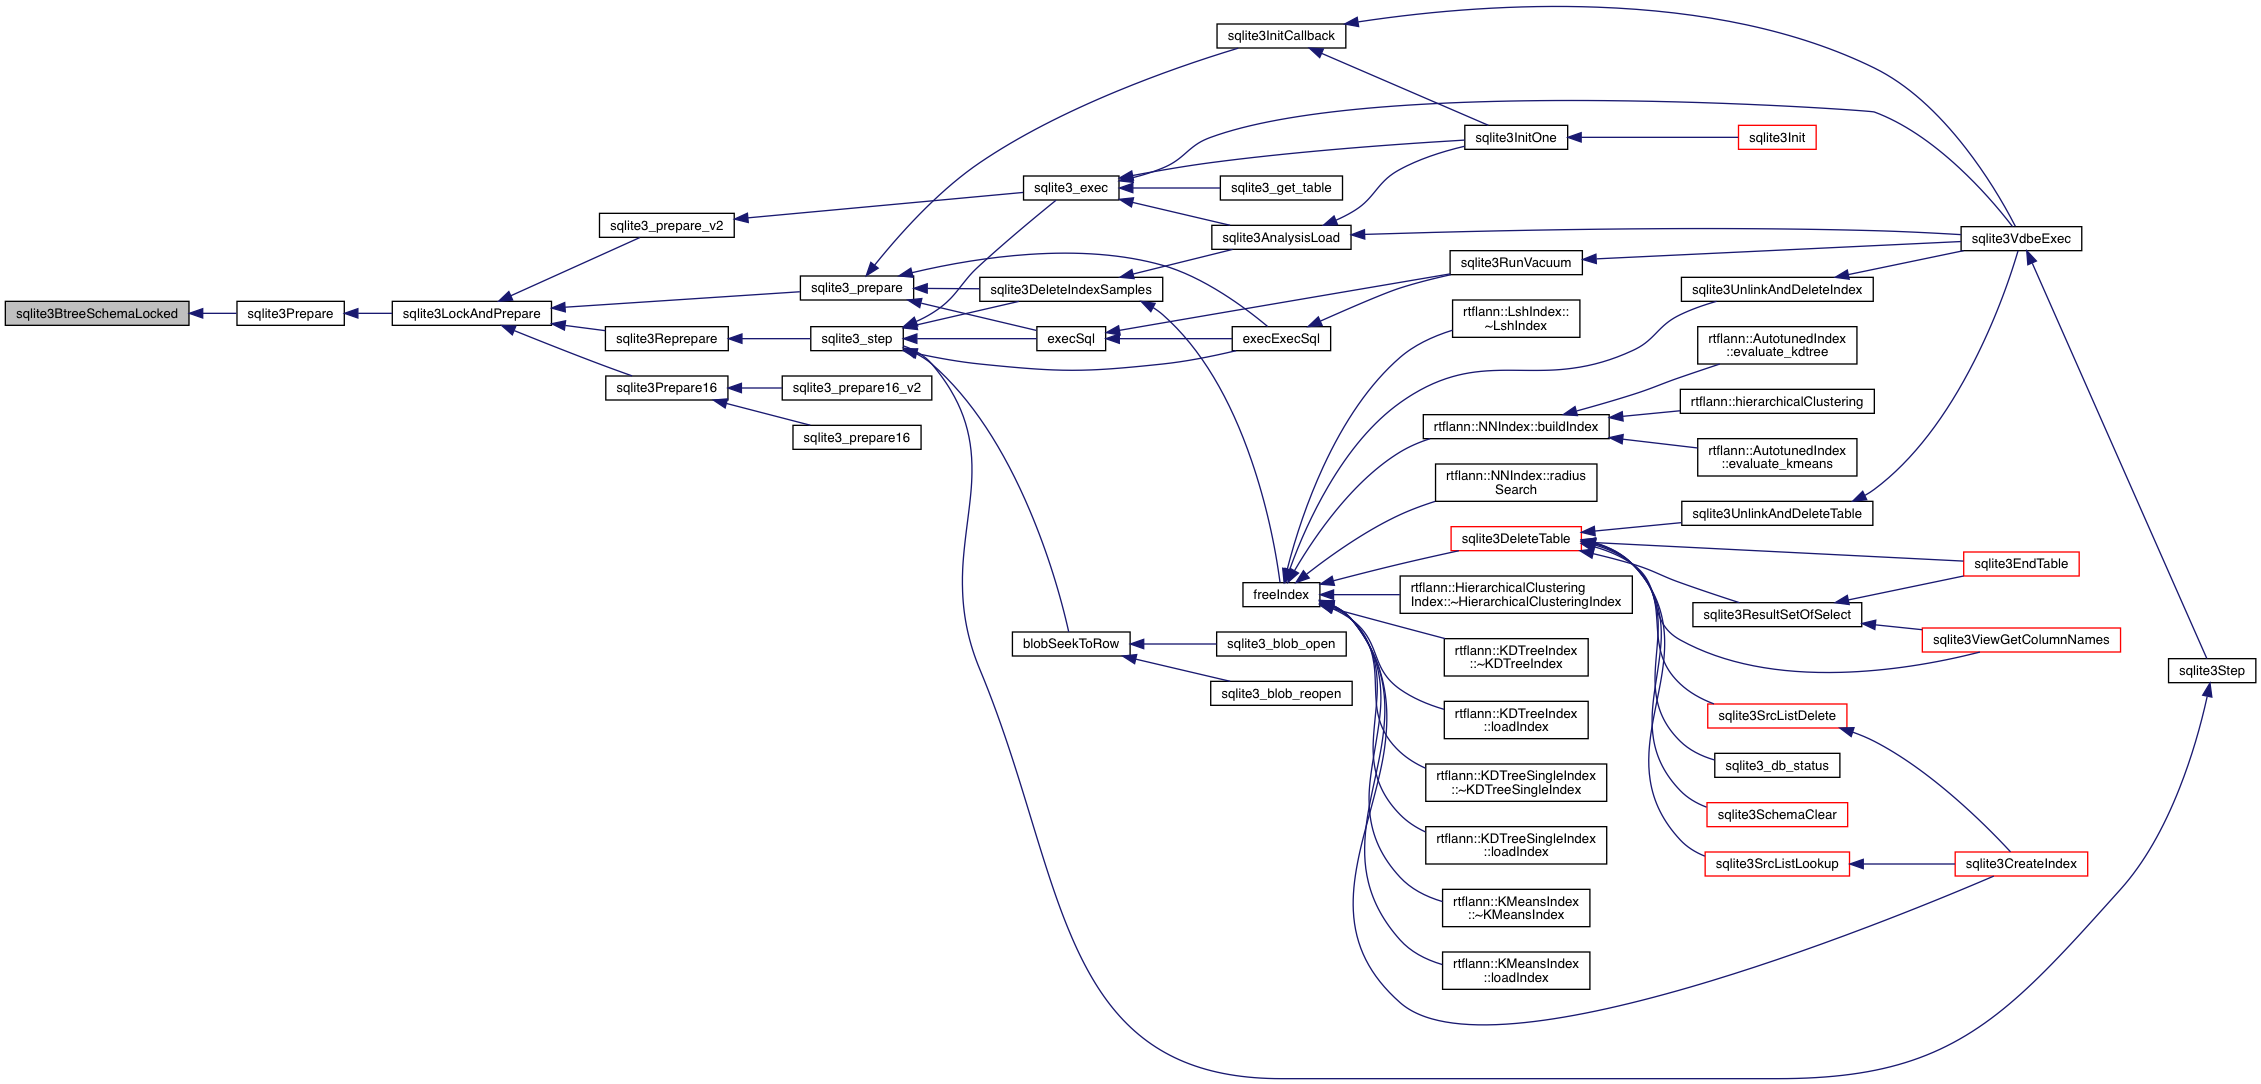 sqlite3BtreeSchemaLocked
sqlite3Prepare
sqlite3LockAndPrepare
sqlite3_prepare_v2
sqlite3Reprepare
sqlite3Prepare16
sqlite3_prepare
sqlite3_step
sqlite3_prepare16_v2
sqlite3_prepare16
sqlite3_exec
sqlite3DeleteIndexSamples
execSql
blobSeekToRow
sqlite3InitCallback
sqlite3_get_table
sqlite3AnalysisLoad
execExecSql
freeIndex
sqlite3_blob_open
sqlite3_blob_reopen
sqlite3InitOne
sqlite3RunVacuum
rtflann::LshIndex::
~LshIndex
rtflann::NNIndex::buildIndex
rtflann::NNIndex::radius
Search
sqlite3DeleteTable
rtflann::HierarchicalClustering
Index::~HierarchicalClusteringIndex
rtflann::KDTreeIndex
::~KDTreeIndex
rtflann::KDTreeIndex
::loadIndex
rtflann::KDTreeSingleIndex
::~KDTreeSingleIndex
rtflann::KDTreeSingleIndex
::loadIndex
rtflann::KMeansIndex
::~KMeansIndex
rtflann::KMeansIndex
::loadIndex
sqlite3Init
sqlite3UnlinkAndDeleteIndex
rtflann::AutotunedIndex
::evaluate_kdtree
rtflann::hierarchicalClustering
rtflann::AutotunedIndex
::evaluate_kmeans
sqlite3UnlinkAndDeleteTable
sqlite3ResultSetOfSelect
sqlite3SrcListDelete
sqlite3_db_status
sqlite3SchemaClear
sqlite3SrcListLookup
sqlite3VdbeExec
sqlite3EndTable
sqlite3ViewGetColumnNames
sqlite3CreateIndex
sqlite3Step